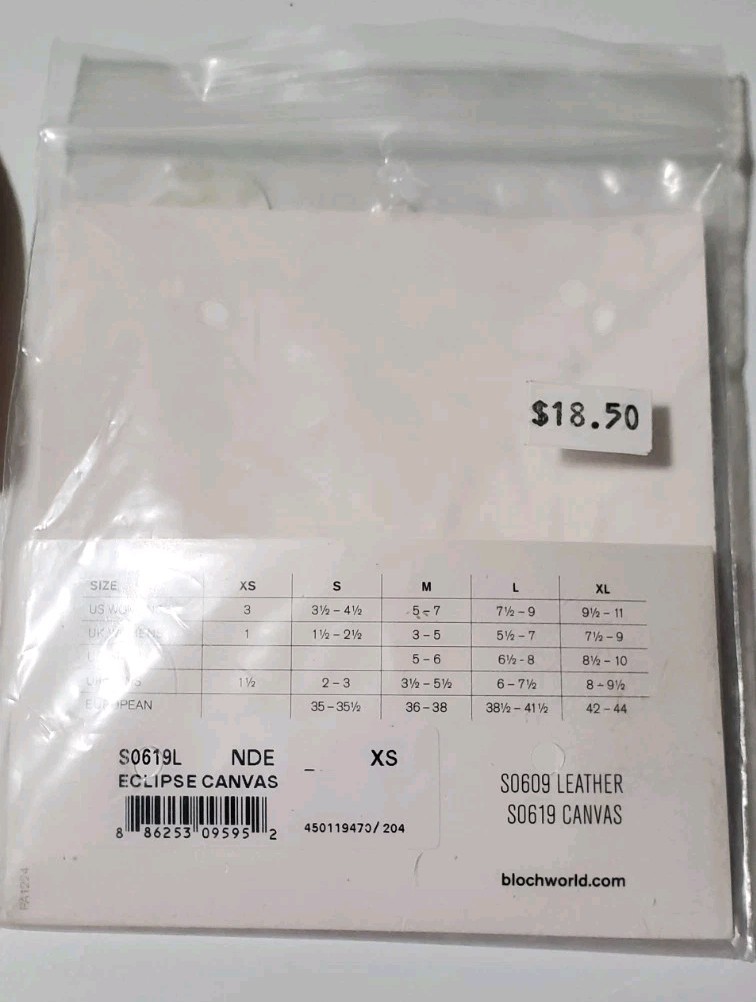 $18.50
SIZE XS S M L XL
US 3 3½ – 4½ 5 – 7 7½ – 9 9½ – 11
UK 1 1½ – 2½ 3 – 5 5½ – 7 7½ – 9
5 – 6 6½ – 8 8½ – 10
1½ 2 – 3 3½ – 5½ 6 – 7½ 8 – 9½
EUROPEAN 35 – 35½ 36 – 38 38½ – 41½ 42 – 44
S0619L NDE _ XS
ECLIPSE CANVAS
8 86253 09595 2
450119470/204
S0609 LEATHER
S0619 CANVAS
blochworld.com
PA1254